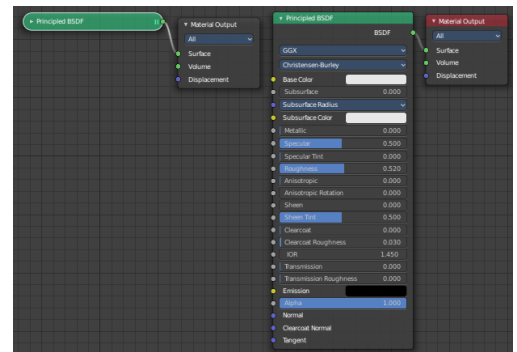 Principled BSDF
Material Output
All
Surface
Volume
Displacement
Principled BSDF
BSDF
GGX
Christensen-Burley
Base Color
Subsurface 0.000
Subsurface Radius
Subsurface Color
Metallic 0.000
Specular 0.500
Specular Tint 0.000
Roughness 0.520
Anisotropic 0.000
Anisotropic Rotation 0.000
Sheen 0.000
Sheen Tint 0.500
Clearcoat 0.000
Clearcoat Roughness 0.030
IOR 1.450
Transmission 0.000
Transmission Roughness 0.000
Emission
Alpha 1.000
Normal
Clearcoat Normal
Tangent
Material Output
All
Surface
Volume
Displacement